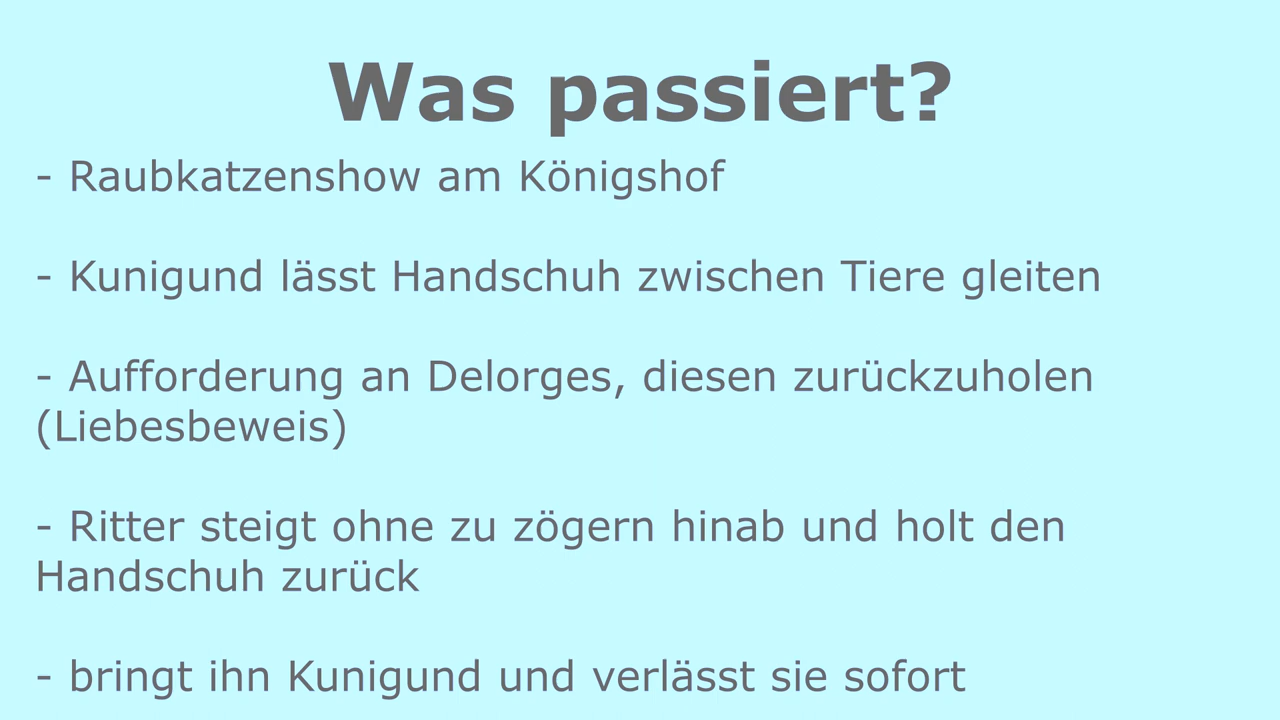 Was passiert?
- Raubkatzenshow am Königshof
- Kunigund lässt Handschuh zwischen Tiere gleiten
- Aufforderung an Delorges, diesen zurückzuholen
(Liebesbeweis)
- Ritter steigt ohne zu zögern hinab und holt den
Handschuh zurück
- bringt ihn Kunigund und verlässt sie sofort